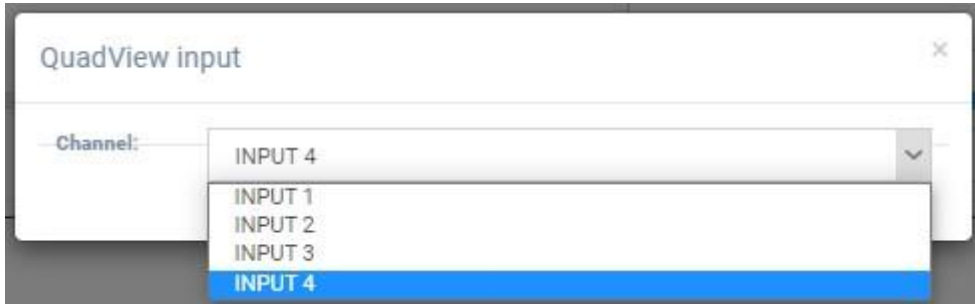 QuadView input
×
Channel:
INPUT 4
INPUT 1
INPUT 2
INPUT 3
INPUT 4